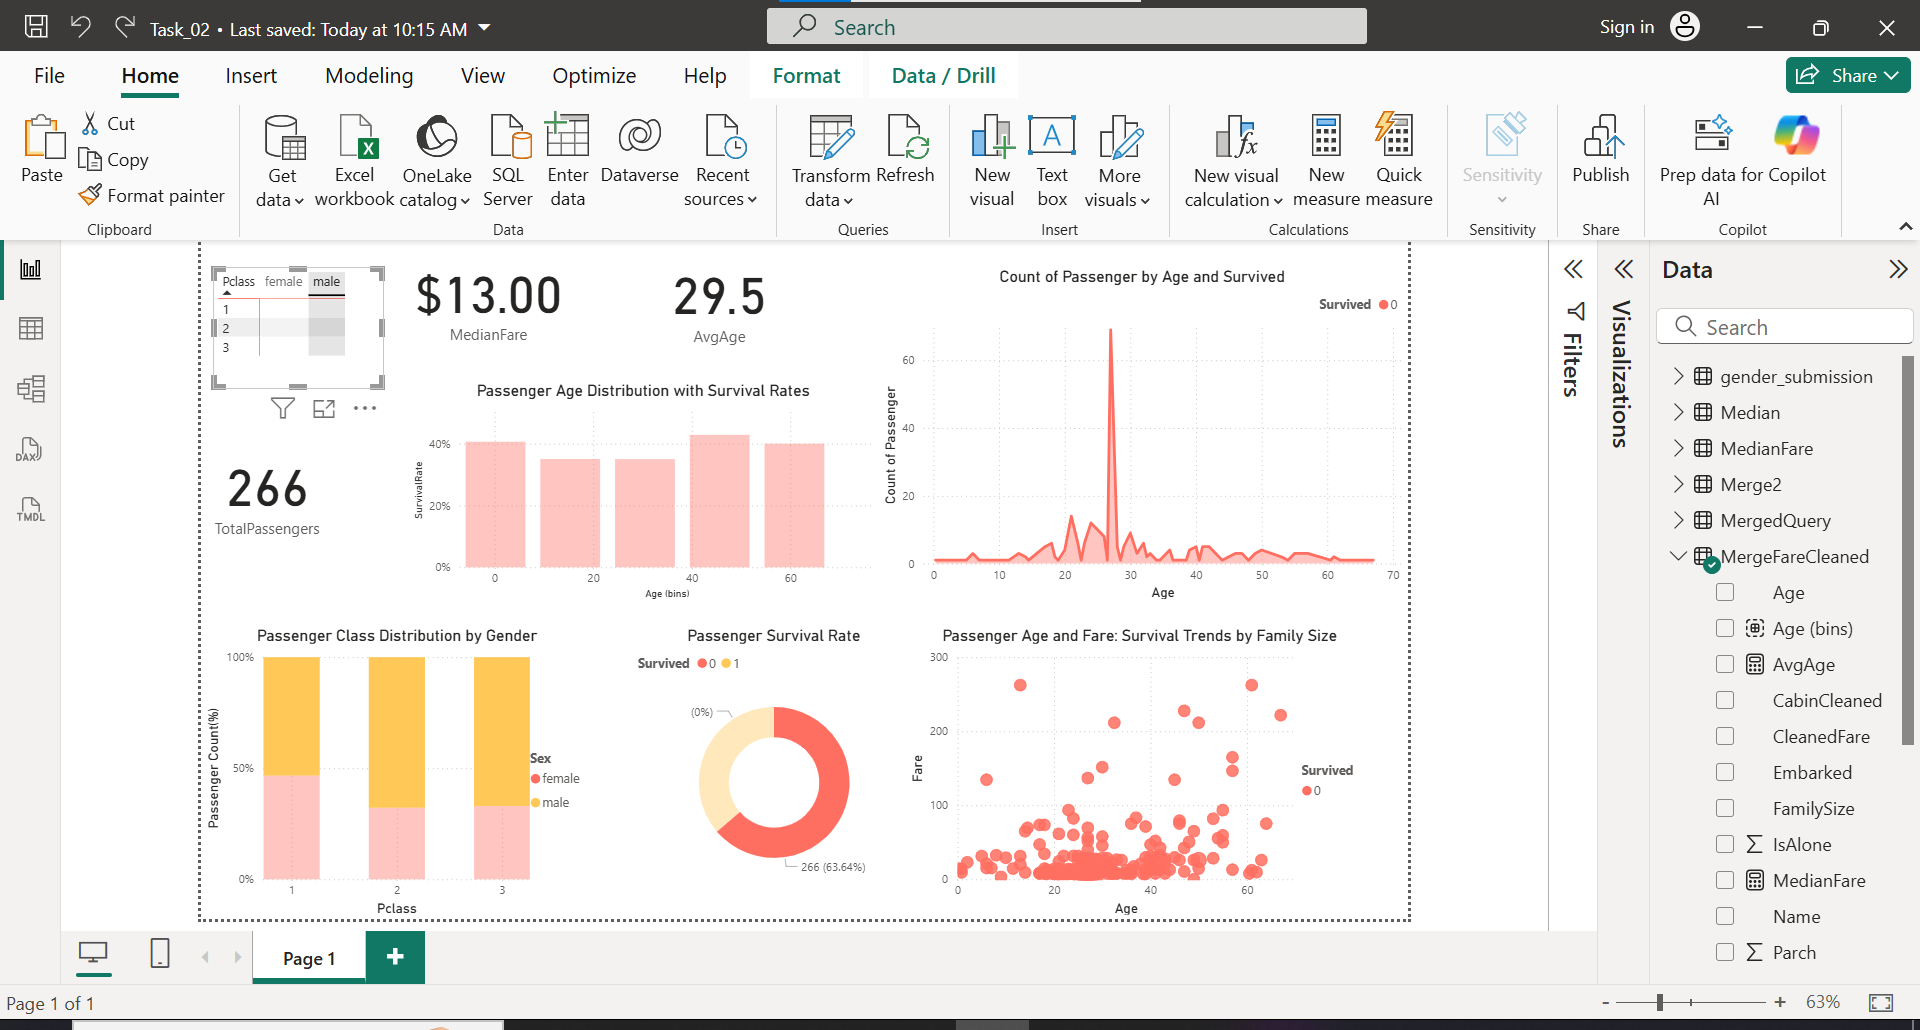 Task_02 • Last saved: Today at 10:15 AM
Search
Sign in
File
Home
Insert
Modeling
View
Optimize
Help
Format
Data / Drill
Share
Paste
Cut
Copy
Format painter
Clipboard
Get data
Excel workbook
OneLake catalog
SQL Server
Enter data
Dataverse
Recent sources
Data
Transform data
Refresh
Queries
New visual
Text box
More visuals
Insert
New visual calculation
New measure
Quick measure
Calculations
Sensitivity
Sensitivity
Publish
Share
Prep data for AI
Copilot
Copilot
DAX
TMDL
Pclass female male
1
2
3
$13.00
MedianFare
29.5
AvgAge
266
TotalPassengers
Passenger Age Distribution with Survival Rates
SurvivalRate
40%
20%
0%
0 20 40 60
Age (bins)
Count of Passenger by Age and Survived
Survived 0
Count of Passenger
60
40
20
0
0 10 20 30 40 50 60 70
Age
Passenger Class Distribution by Gender
Passenger Count(%)
100%
50%
0%
1 2 3
Pclass
Sex
female
male
Passenger Survival Rate
Survived 0 1
(0%)
266 (63.64%)
Passenger Age and Fare: Survival Trends by Family Size
Fare
300
200
100
0
0 20 40 60
Age
Survived
0
Filters
Visualizations
Data
Search
gender_submission
Median
MedianFare
Merge2
MergedQuery
MergeFareCleaned
Age
Age (bins)
AvgAge
CabinCleaned
CleanedFare
Embarked
FamilySize
IsAlone
MedianFare
Name
Parch
Page 1
Page 1 of 1
63%